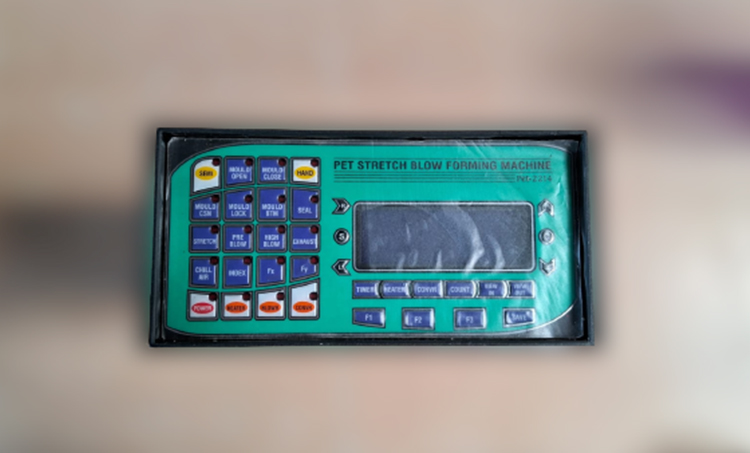 PET STRETCH BLOW FORMING MACHINE
SEMI
MOULD OPEN
MOULD CLOSE
HAND
MOULD
MOULD LOCK
MOULD BTM
SEAL
STRETCH
PRE BLOW
HIGH BLOW
EXHAUST
CHILL AIR
INDEX
Fx
Fy
POWER
HEATER
TIMER
HEATER
COUNT
F1
F2
F3